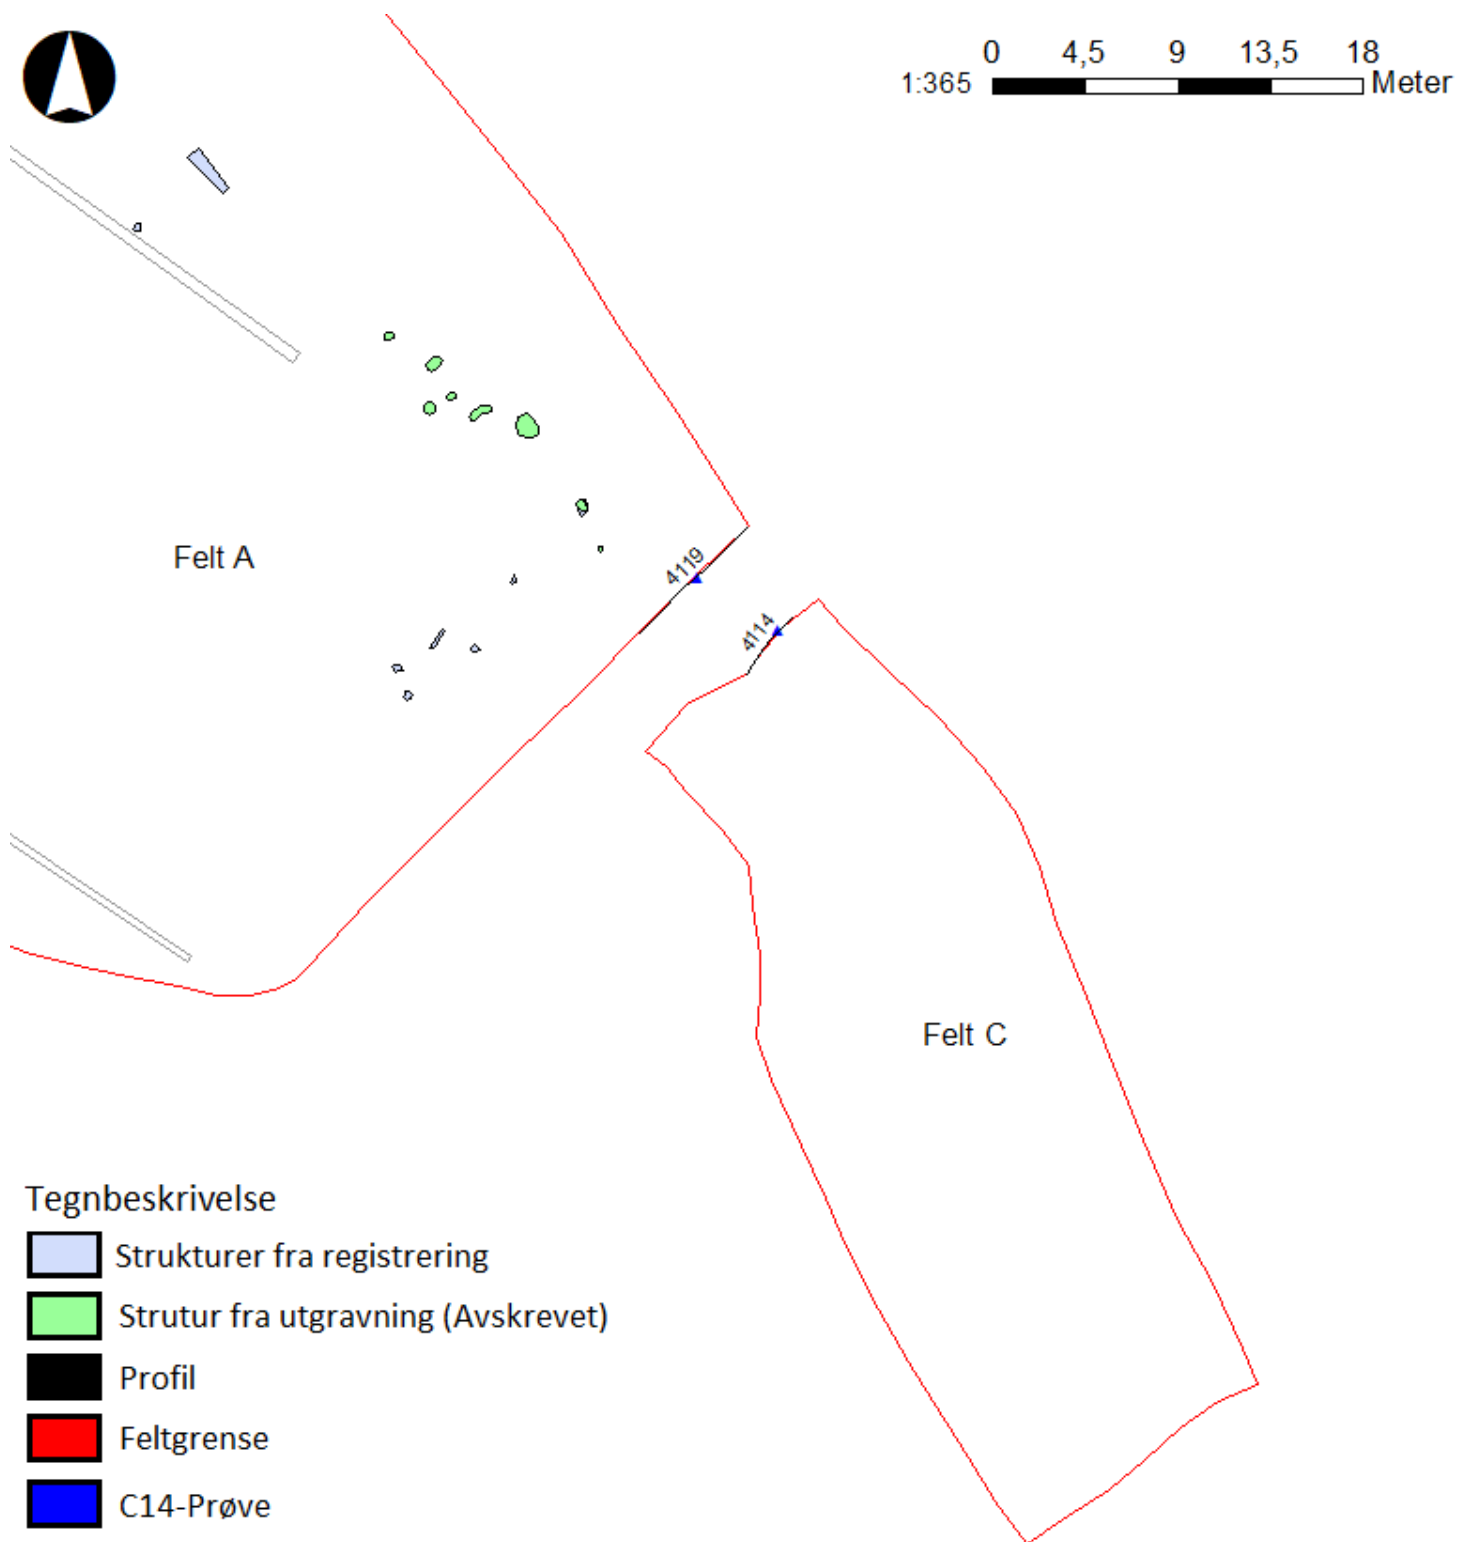 0 4,5 9 13,5 18
1:365 Meter
Felt A
4119
4114
Felt C
Tegnbeskrivelse
Strukturer fra registrering
Strutur fra utgravning (Avskrevet)
Profil
Feltgrense
C14-Prøve